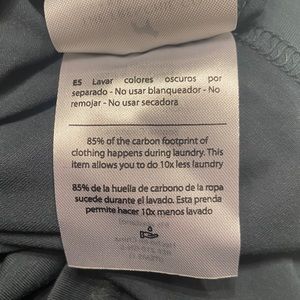 ES Lavar colores oscuros por
separado - No usar blanqueador - No
remojar - No usar secadora
85% of the carbon footprint of
clothing happens during laundry. This
item allows you to do 10x less laundry
85% de la huella de carbono de la ropa
sucede durante el lavado. Esta prenda
permite hacer 10x menos lavado